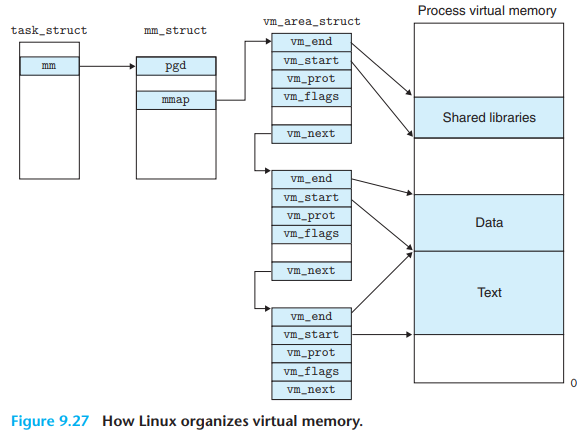 Process virtual memory
task_struct
mm_struct
vm_area_struct
mm
pgd
mmap
vm_end
vm_start
vm_prot
vm_flags
vm_next
vm_end
vm_start
vm_prot
vm_flags
vm_next
vm_end
vm_start
vm_prot
vm_flags
vm_next
Shared libraries
Data
Text
0
Figure 9.27 How Linux organizes virtual memory.